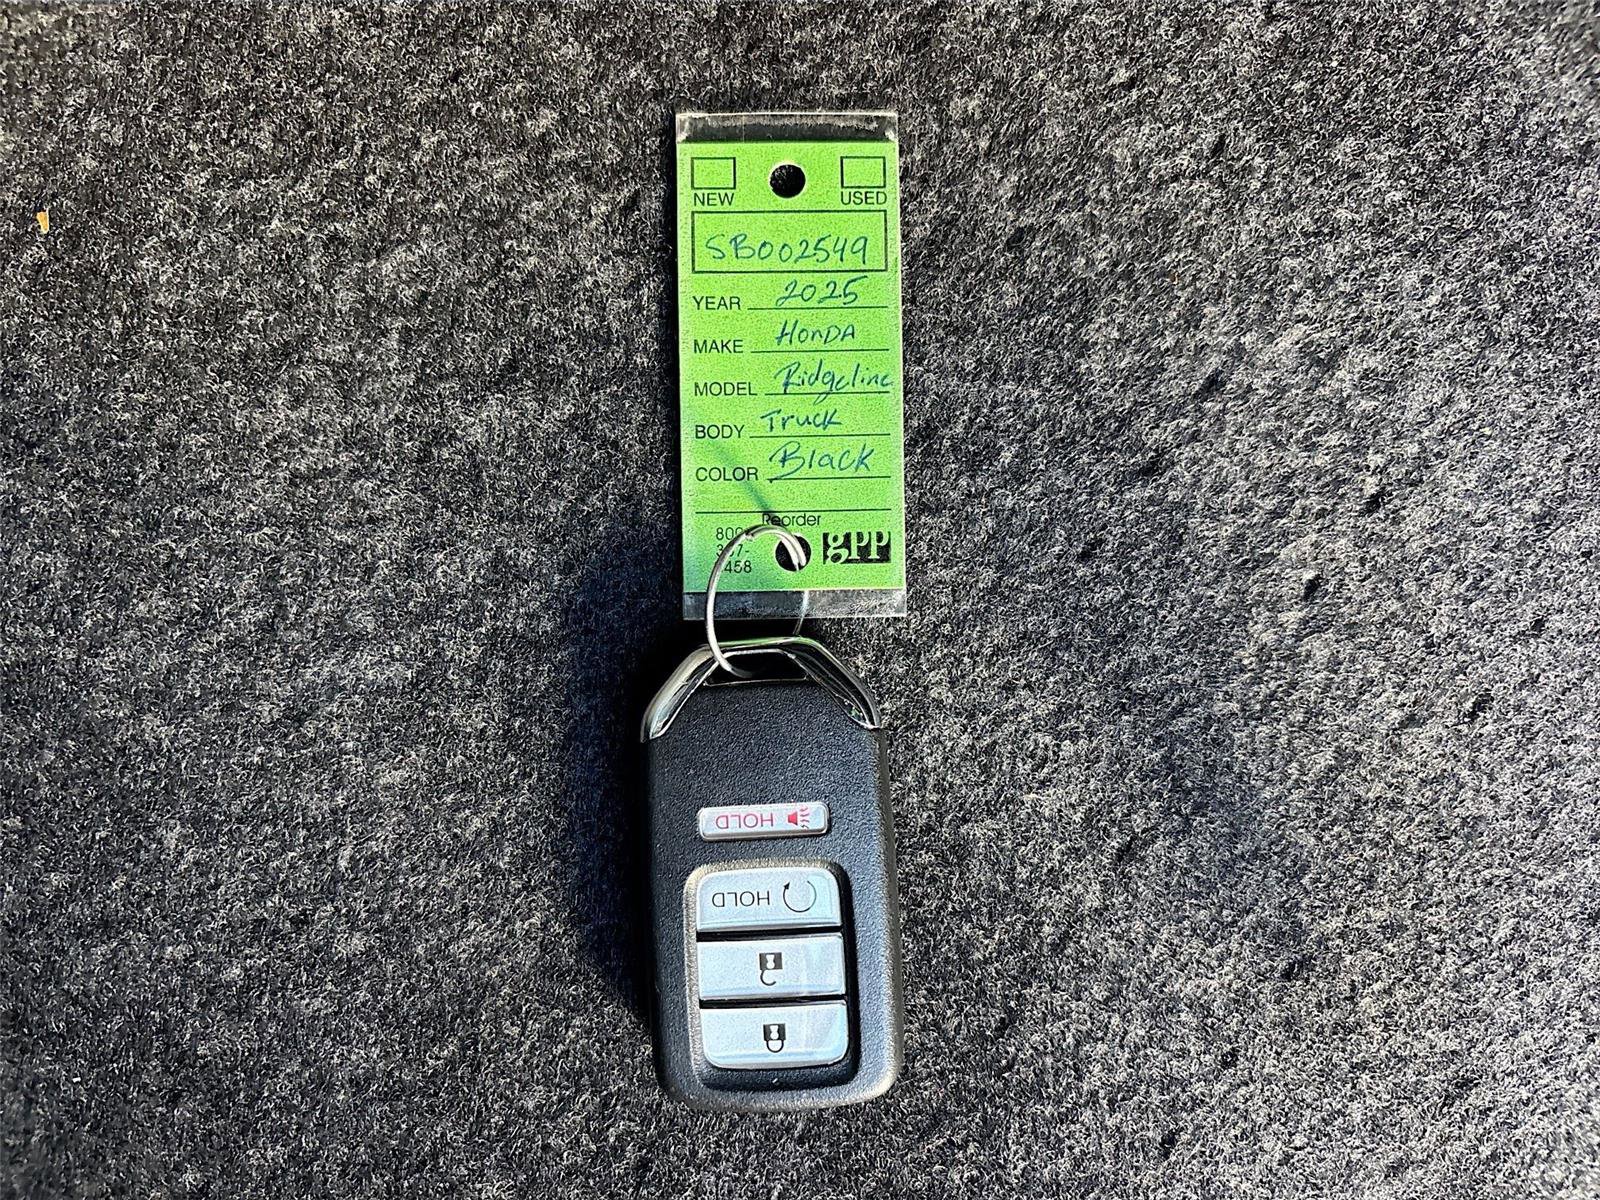 NEW USED
SB002549
YEAR 2025
MAKE HonDA
MODEL Ridgeline
BODY Truck
COLOR Black
Reorder
800-
gpp
458
HOLD
HOLD